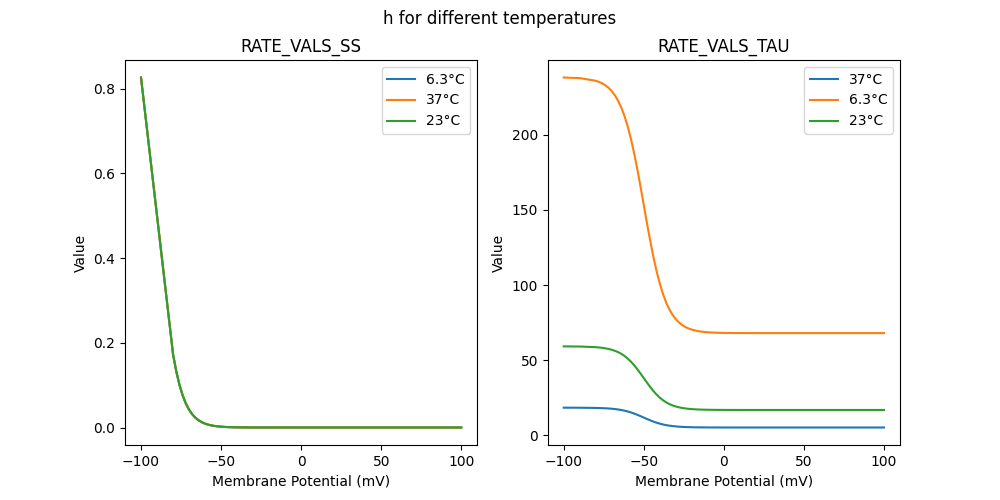 h for different temperatures
RATE_VALS_SS
RATE_VALS_TAU
6.3°C
37°C
23°C
37°C
6.3°C
23°C
Value
0.8
0.6
0.4
0.2
0.0
−100
−50
0
50
100
Membrane Potential (mV)
Value
200
150
100
50
0
−100
−50
0
50
100
Membrane Potential (mV)